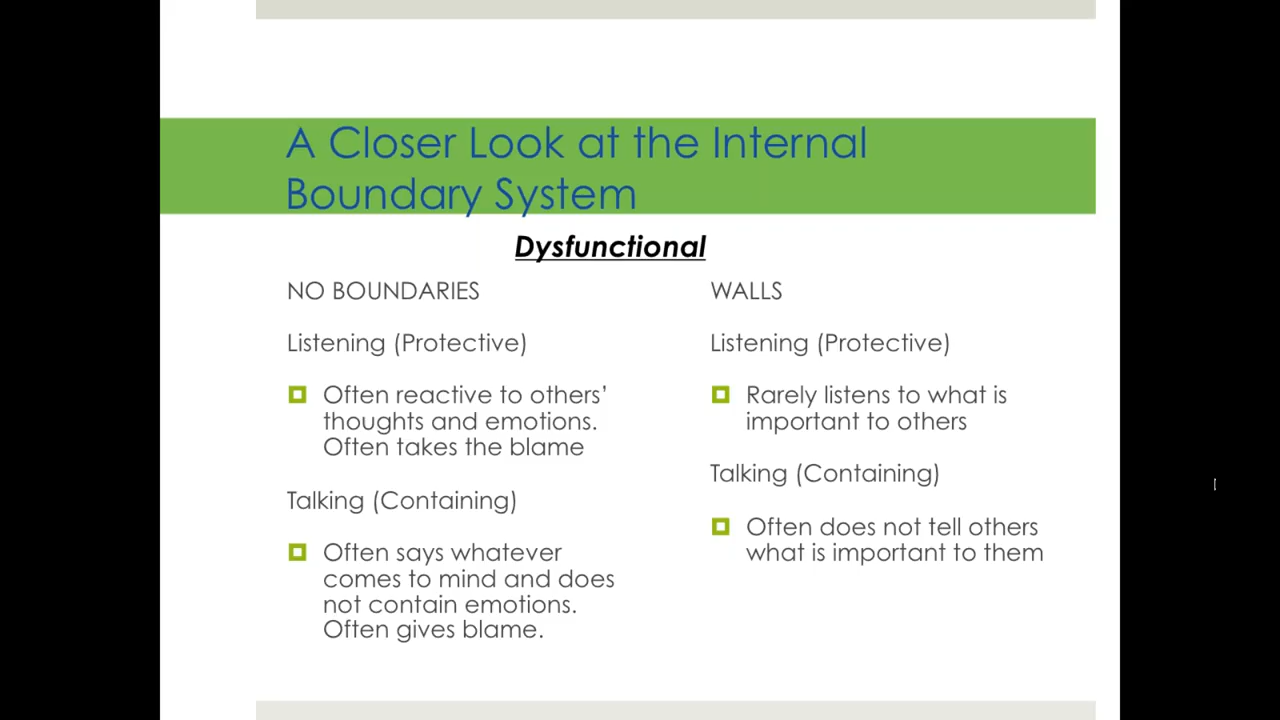 A Closer Look at the Internal
Boundary System
Dysfunctional
NO BOUNDARIES
Listening (Protective)
Often reactive to others’
thoughts and emotions.
Often takes the blame
Talking (Containing)
Often says whatever
comes to mind and does
not contain emotions.
Often gives blame.
WALLS
Listening (Protective)
Rarely listens to what is
important to others
Talking (Containing)
Often does not tell others
what is important to them